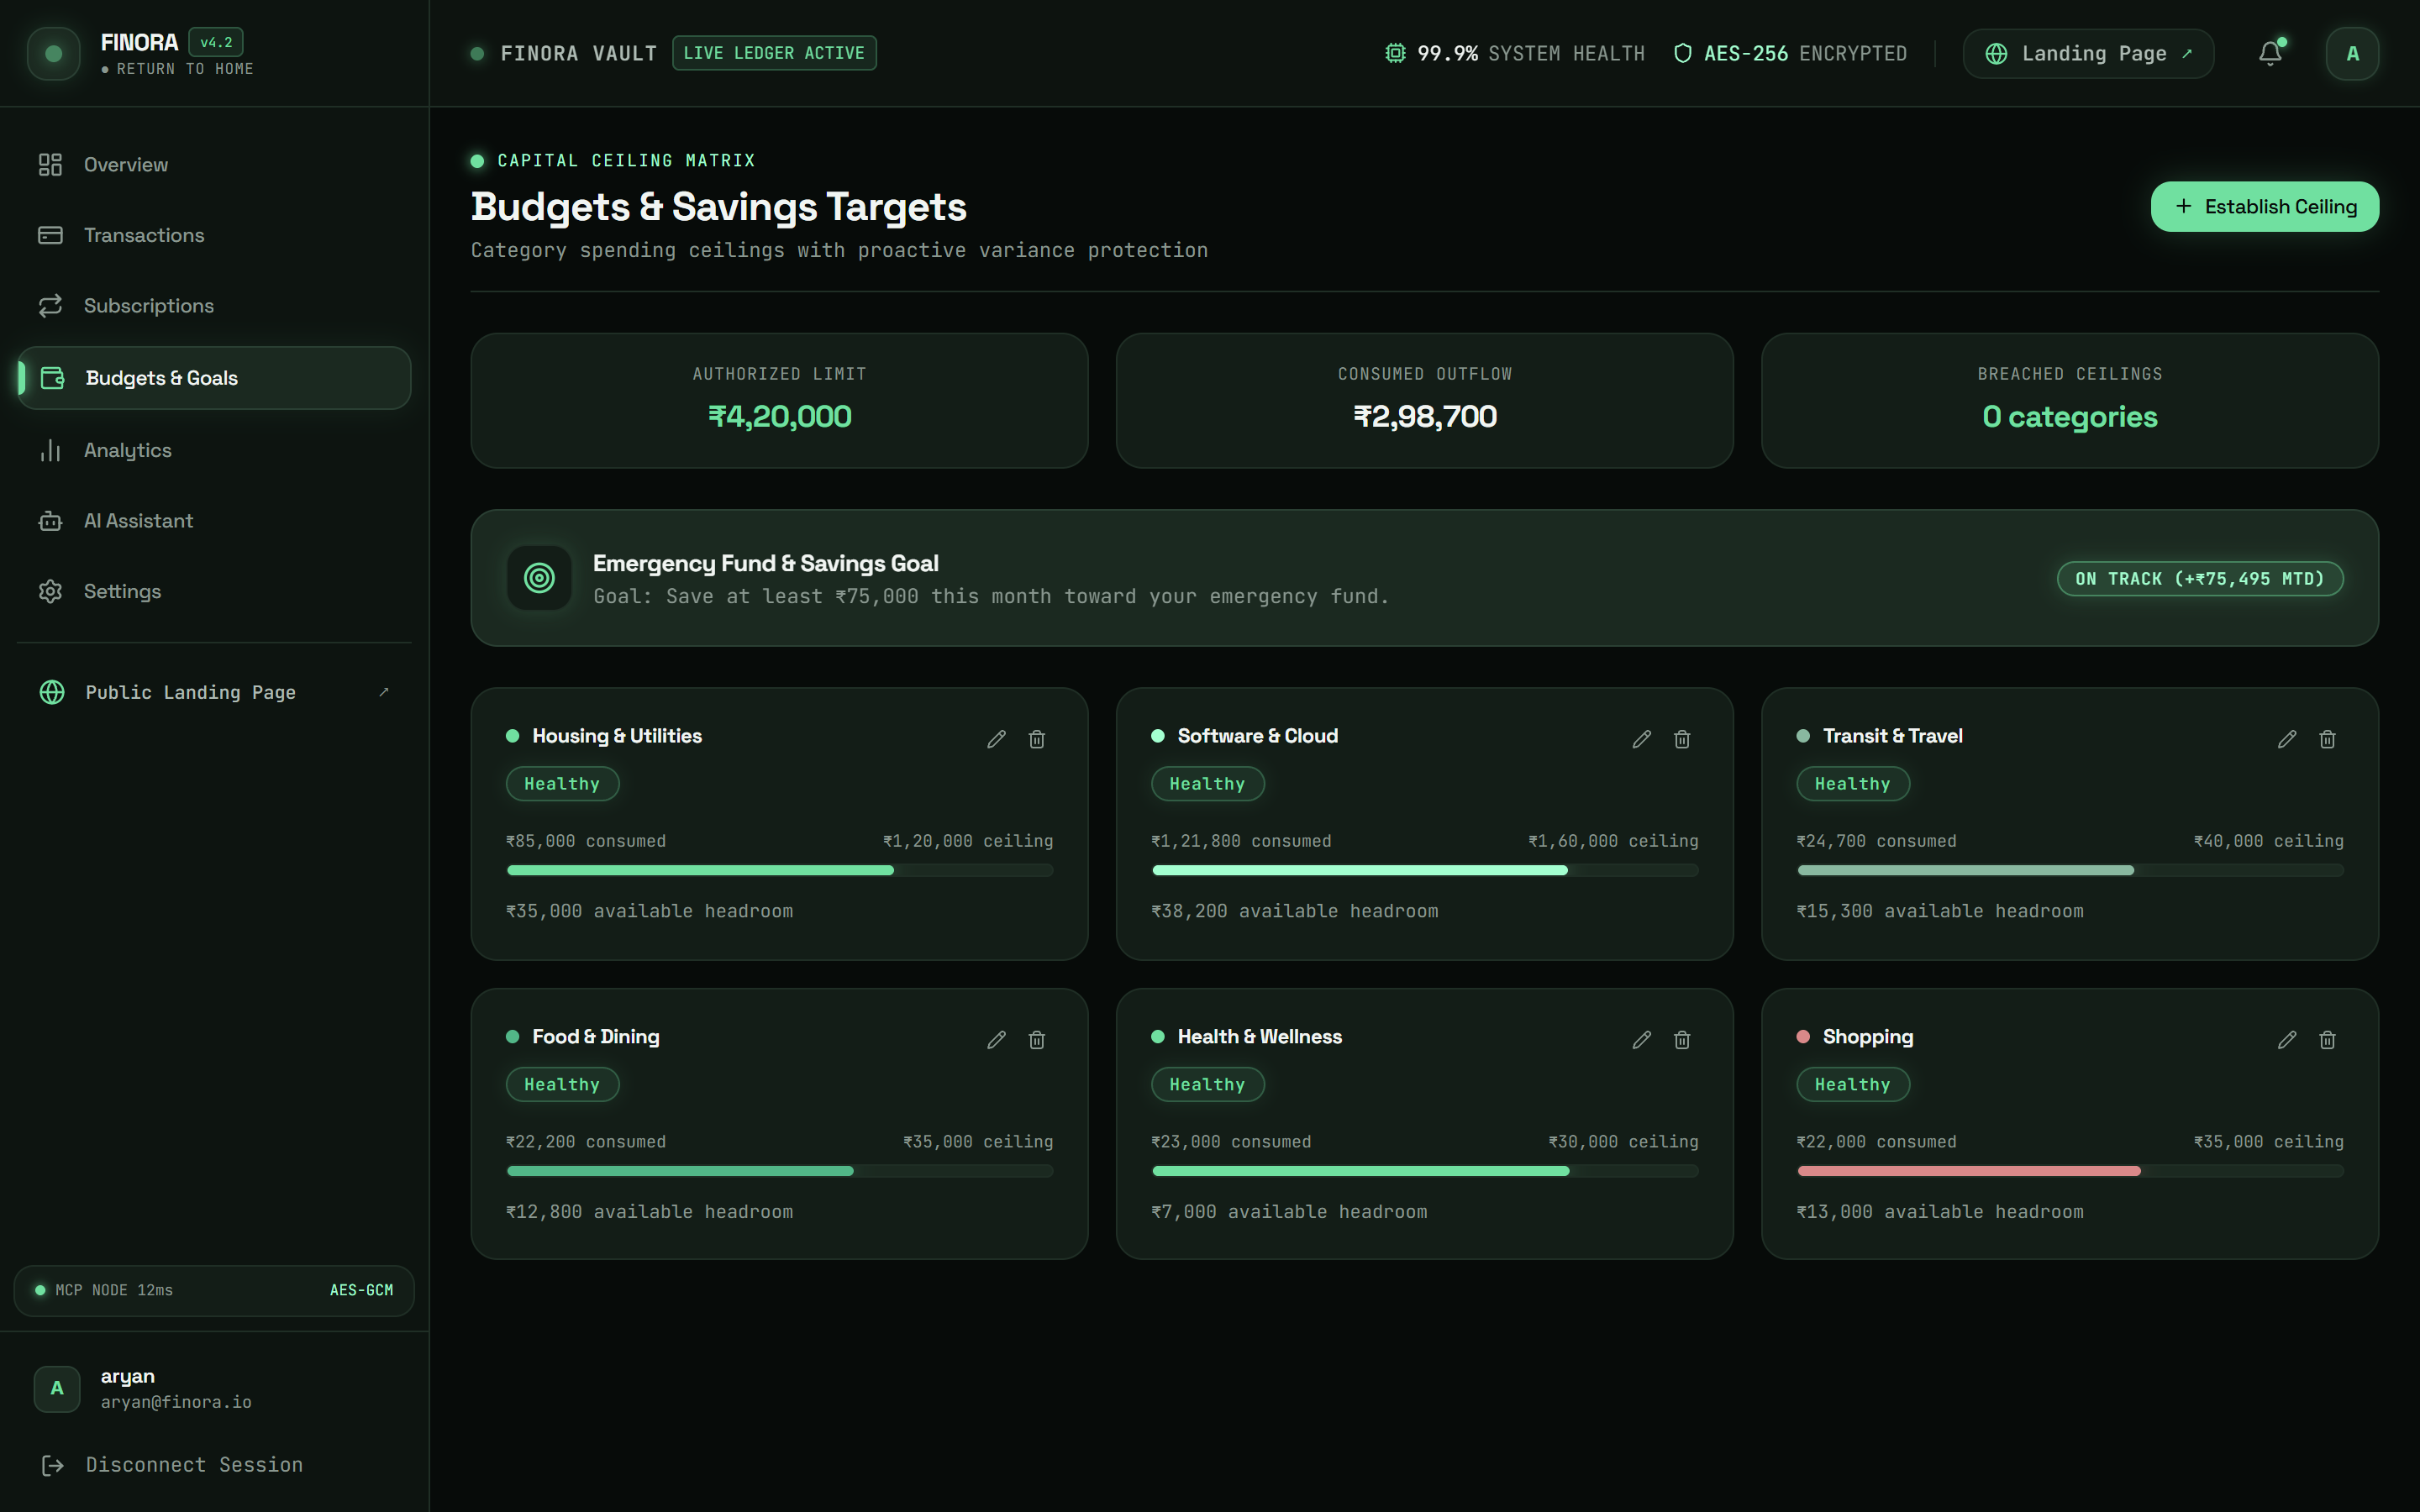 FINORA v4.2
RETURN TO HOME
Overview
Transactions
Subscriptions
Budgets & Goals
Analytics
AI Assistant
Settings
Public Landing Page ↗
MCP NODE 12ms AES-GCM
A
aryan
aryan@finora.io
Disconnect Session
FINORA VAULT LIVE LEDGER ACTIVE
99.9% SYSTEM HEALTH AES-256 ENCRYPTED Landing Page ↗ A
CAPITAL CEILING MATRIX
Budgets & Savings Targets
Category spending ceilings with proactive variance protection
+ Establish Ceiling
AUTHORIZED LIMIT
₹4,20,000
CONSUMED OUTFLOW
₹2,98,700
BREACHED CEILINGS
0 categories
Emergency Fund & Savings Goal
Goal: Save at least ₹75,000 this month toward your emergency fund.
ON TRACK (+₹75,495 MTD)
Housing & Utilities
Healthy
₹85,000 consumed ₹1,20,000 ceiling
₹35,000 available headroom
Software & Cloud
Healthy
₹1,21,800 consumed ₹1,60,000 ceiling
₹38,200 available headroom
Transit & Travel
Healthy
₹24,700 consumed ₹40,000 ceiling
₹15,300 available headroom
Food & Dining
Healthy
₹22,200 consumed ₹35,000 ceiling
₹12,800 available headroom
Health & Wellness
Healthy
₹23,000 consumed ₹30,000 ceiling
₹7,000 available headroom
Shopping
Healthy
₹22,000 consumed ₹35,000 ceiling
₹13,000 available headroom